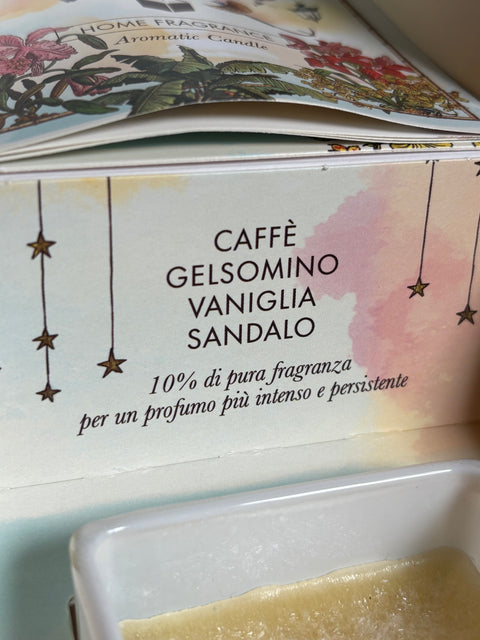 HOME FRAGRANCE
Aromatic Candle
CAFFÈ
GELSOMINO
VANIGLIA
SANDALO
10% di pura fragranza
per un profumo più intenso e persistente